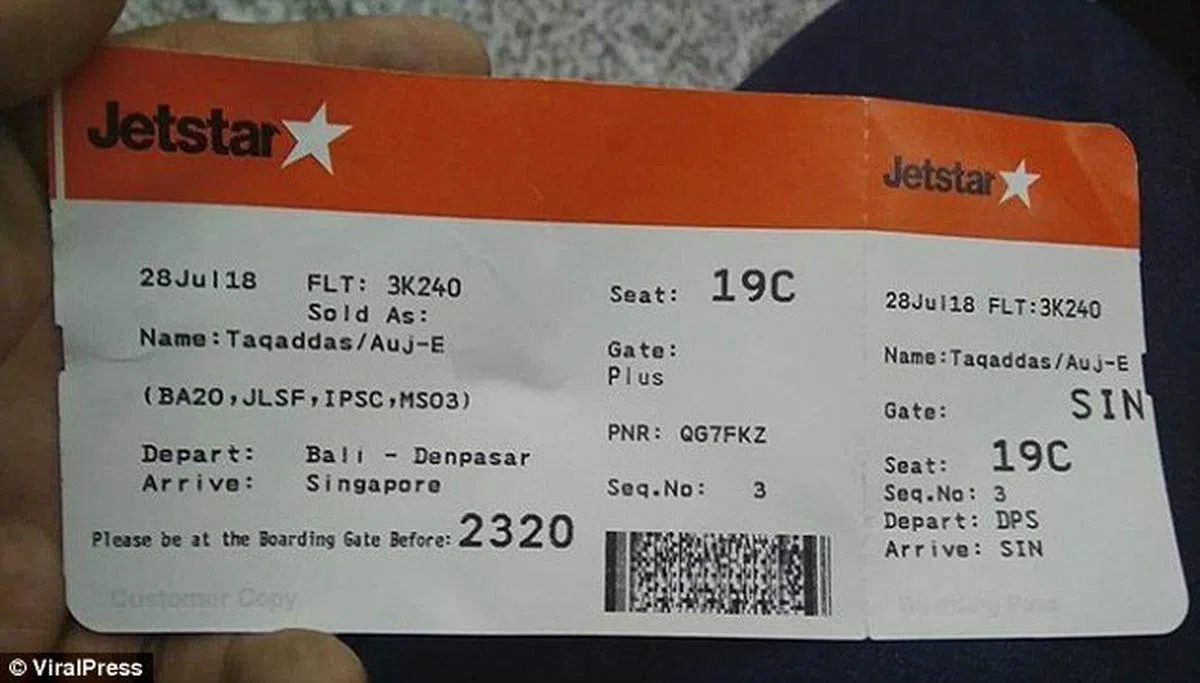 Jetstar
Jetstar
28Jul18 FLT: 3K240
Sold As:
Name:Taqaddas/Auj-E
(BA20,JLSF,IPSC,MS03)
Depart: Bali - Denpasar
Arrive: Singapore
Please be at the Boarding Gate Before: 2320
Customer Copy
Seat: 19C
Gate:
Plus
PNR: QG7FKZ
Seq.No: 3
28Jul18 FLT:3K240
Name:Taqaddas/Auj-E
Gate: SIN
Seat: 19C
Seq.No: 3
Depart: DPS
Arrive: SIN
Boarding Pass
© ViralPress